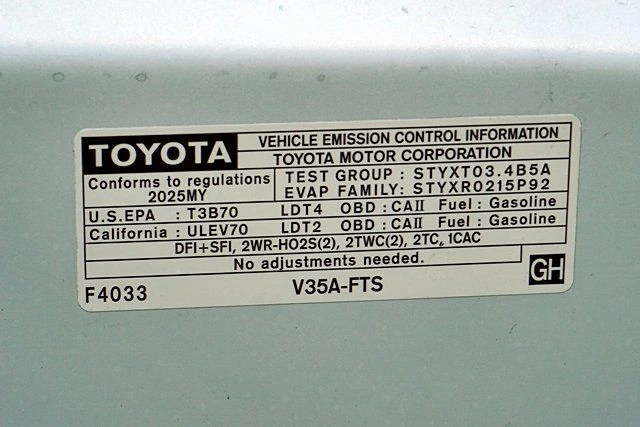 TOYOTA
VEHICLE EMISSION CONTROL INFORMATION
TOYOTA MOTOR CORPORATION
Conforms to regulations
2025MY
TEST GROUP : STYXT03.4B5A
EVAP FAMILY: STYXR0215P92
U.S.EPA : T3B70 LDT4 OBD : CAII Fuel : Gasoline
California : ULEV70 LDT2 OBD : CAII Fuel : Gasoline
DFI+SFI, 2WR-HO2S(2), 2TWC(2), 2TC, 1CAC
No adjustments needed.
GH
F4033 V35A-FTS